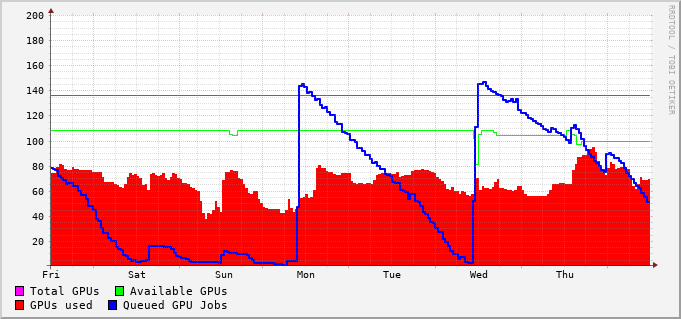 200
180
160
140
120
100
80
60
40
20
Fri Sat Sun Mon Tue Wed Thu
Total GPUs Available GPUs
GPUs used Queued GPU Jobs
RRDTOOL / TOBI OETIKER